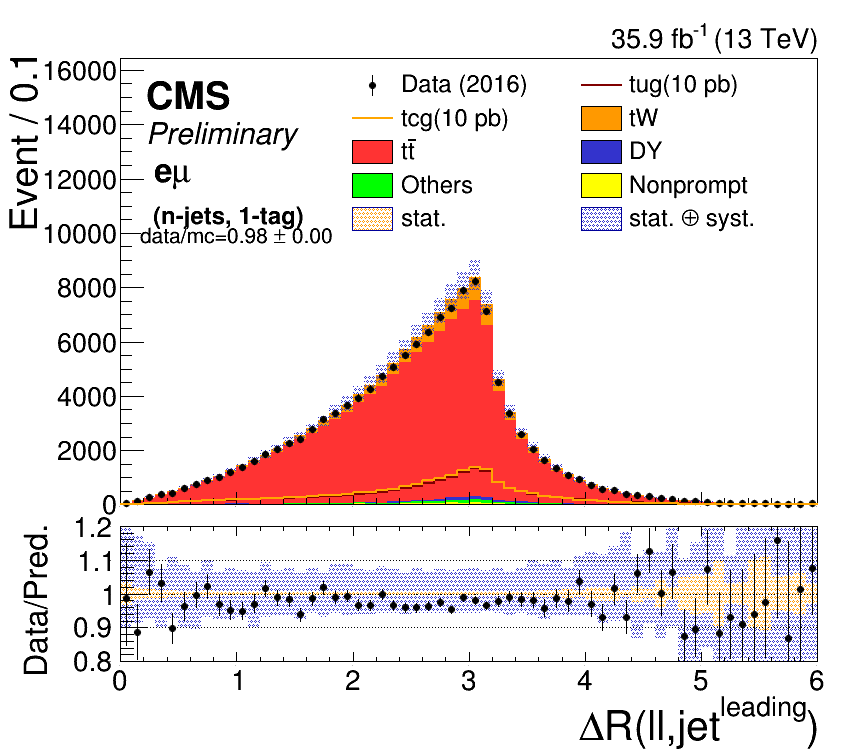 35.9 fb⁻¹ (13 TeV)
Event / 0.1
16000
14000
12000
10000
8000
6000
4000
2000
0
CMS
Preliminary
eμ
(n-jets, 1-tag)
data/mc=0.98 ± 0.00
Data (2016)
tug(10 pb)
tcg(10 pb)
tW
tt̄
DY
Others
Nonprompt
stat.
stat. ⊕ syst.
Data/Pred.
1.2
1.1
1
0.9
0.8
0 1 2 3 4 5 6
ΔR(ll,jet^leading)